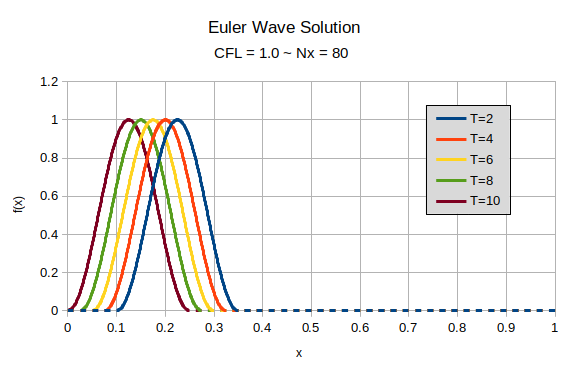 Euler Wave Solution
CFL = 1.0 ~ Nx = 80
1.2
1
0.8
0.6
0.4
0.2
0
f(x)
T=2
T=4
T=6
T=8
T=10
0 0.1 0.2 0.3 0.4 0.5 0.6 0.7 0.8 0.9 1
x